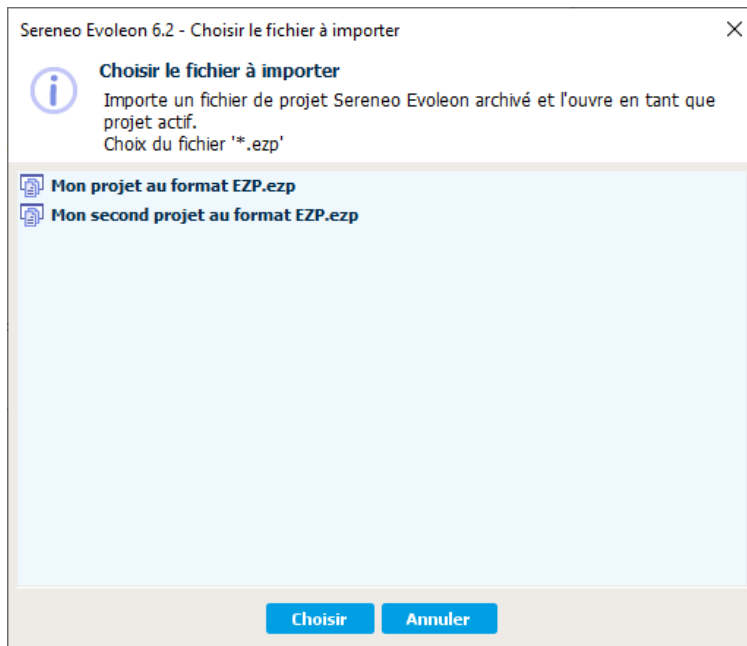 Sereneo Evoleon 6.2 - Choisir le fichier à importer
Choisir le fichier à importer
Importe un fichier de projet Sereneo Evoleon archivé et l'ouvre en tant que
projet actif.
Choix du fichier '*.ezp'
Mon projet au format EZP.ezp
Mon second projet au format EZP.ezp
Choisir
Annuler